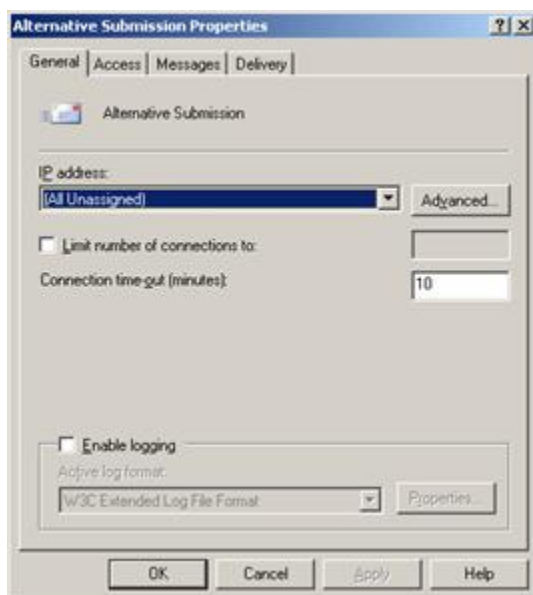 Alternative Submission Properties
General Access Messages Delivery
Alternative Submission
IP address:
(All Unassigned) Advanced...
Limit number of connections to:
Connection time-out (minutes): 10
Enable logging
Active log format:
W3C Extended Log File Format Properties...
OK Cancel Apply Help